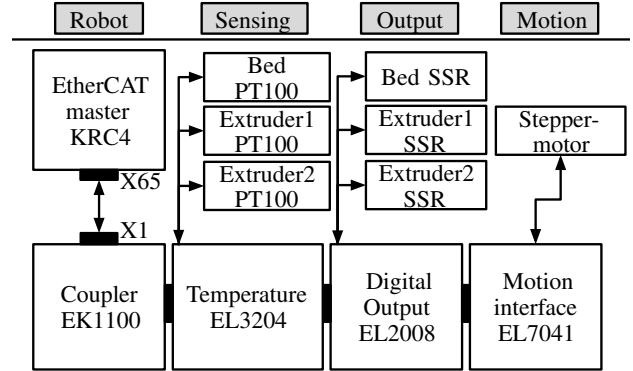 Robot
Sensing
Output
Motion
EtherCAT
master
KRC4
X65
X1
Bed
PT100
Extruder1
PT100
Extruder2
PT100
Bed SSR
Extruder1
SSR
Extruder2
SSR
Stepper-
motor
Coupler
EK1100
Temperature
EL3204
Digital
Output
EL2008
Motion
interface
EL7041